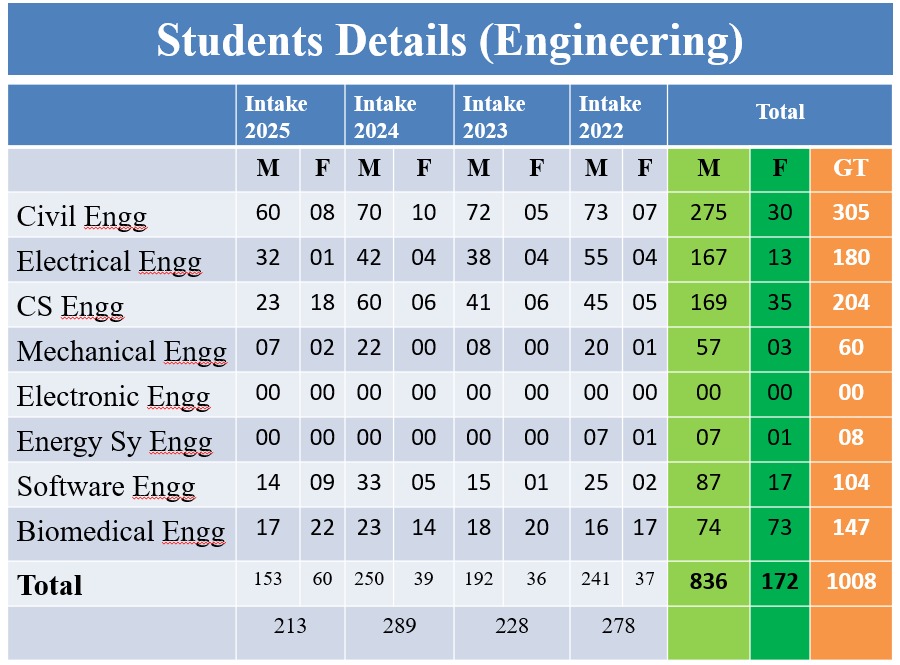 Students Details (Engineering)
Intake 2025 Intake 2024 Intake 2023 Intake 2022 Total
M F M F M F M F M F GT
Civil Engg 60 08 70 10 72 05 73 07 275 30 305
Electrical Engg 32 01 42 04 38 04 55 04 167 13 180
CS Engg 23 18 60 06 41 06 45 05 169 35 204
Mechanical Engg 07 02 22 00 08 00 20 01 57 03 60
Electronic Engg 00 00 00 00 00 00 00 00 00 00 00
Energy Sy Engg 00 00 00 00 00 00 07 01 07 01 08
Software Engg 14 09 33 05 15 01 25 02 87 17 104
Biomedical Engg 17 22 23 14 18 20 16 17 74 73 147
Total 153 60 250 39 192 36 241 37 836 172 1008
213 289 228 278